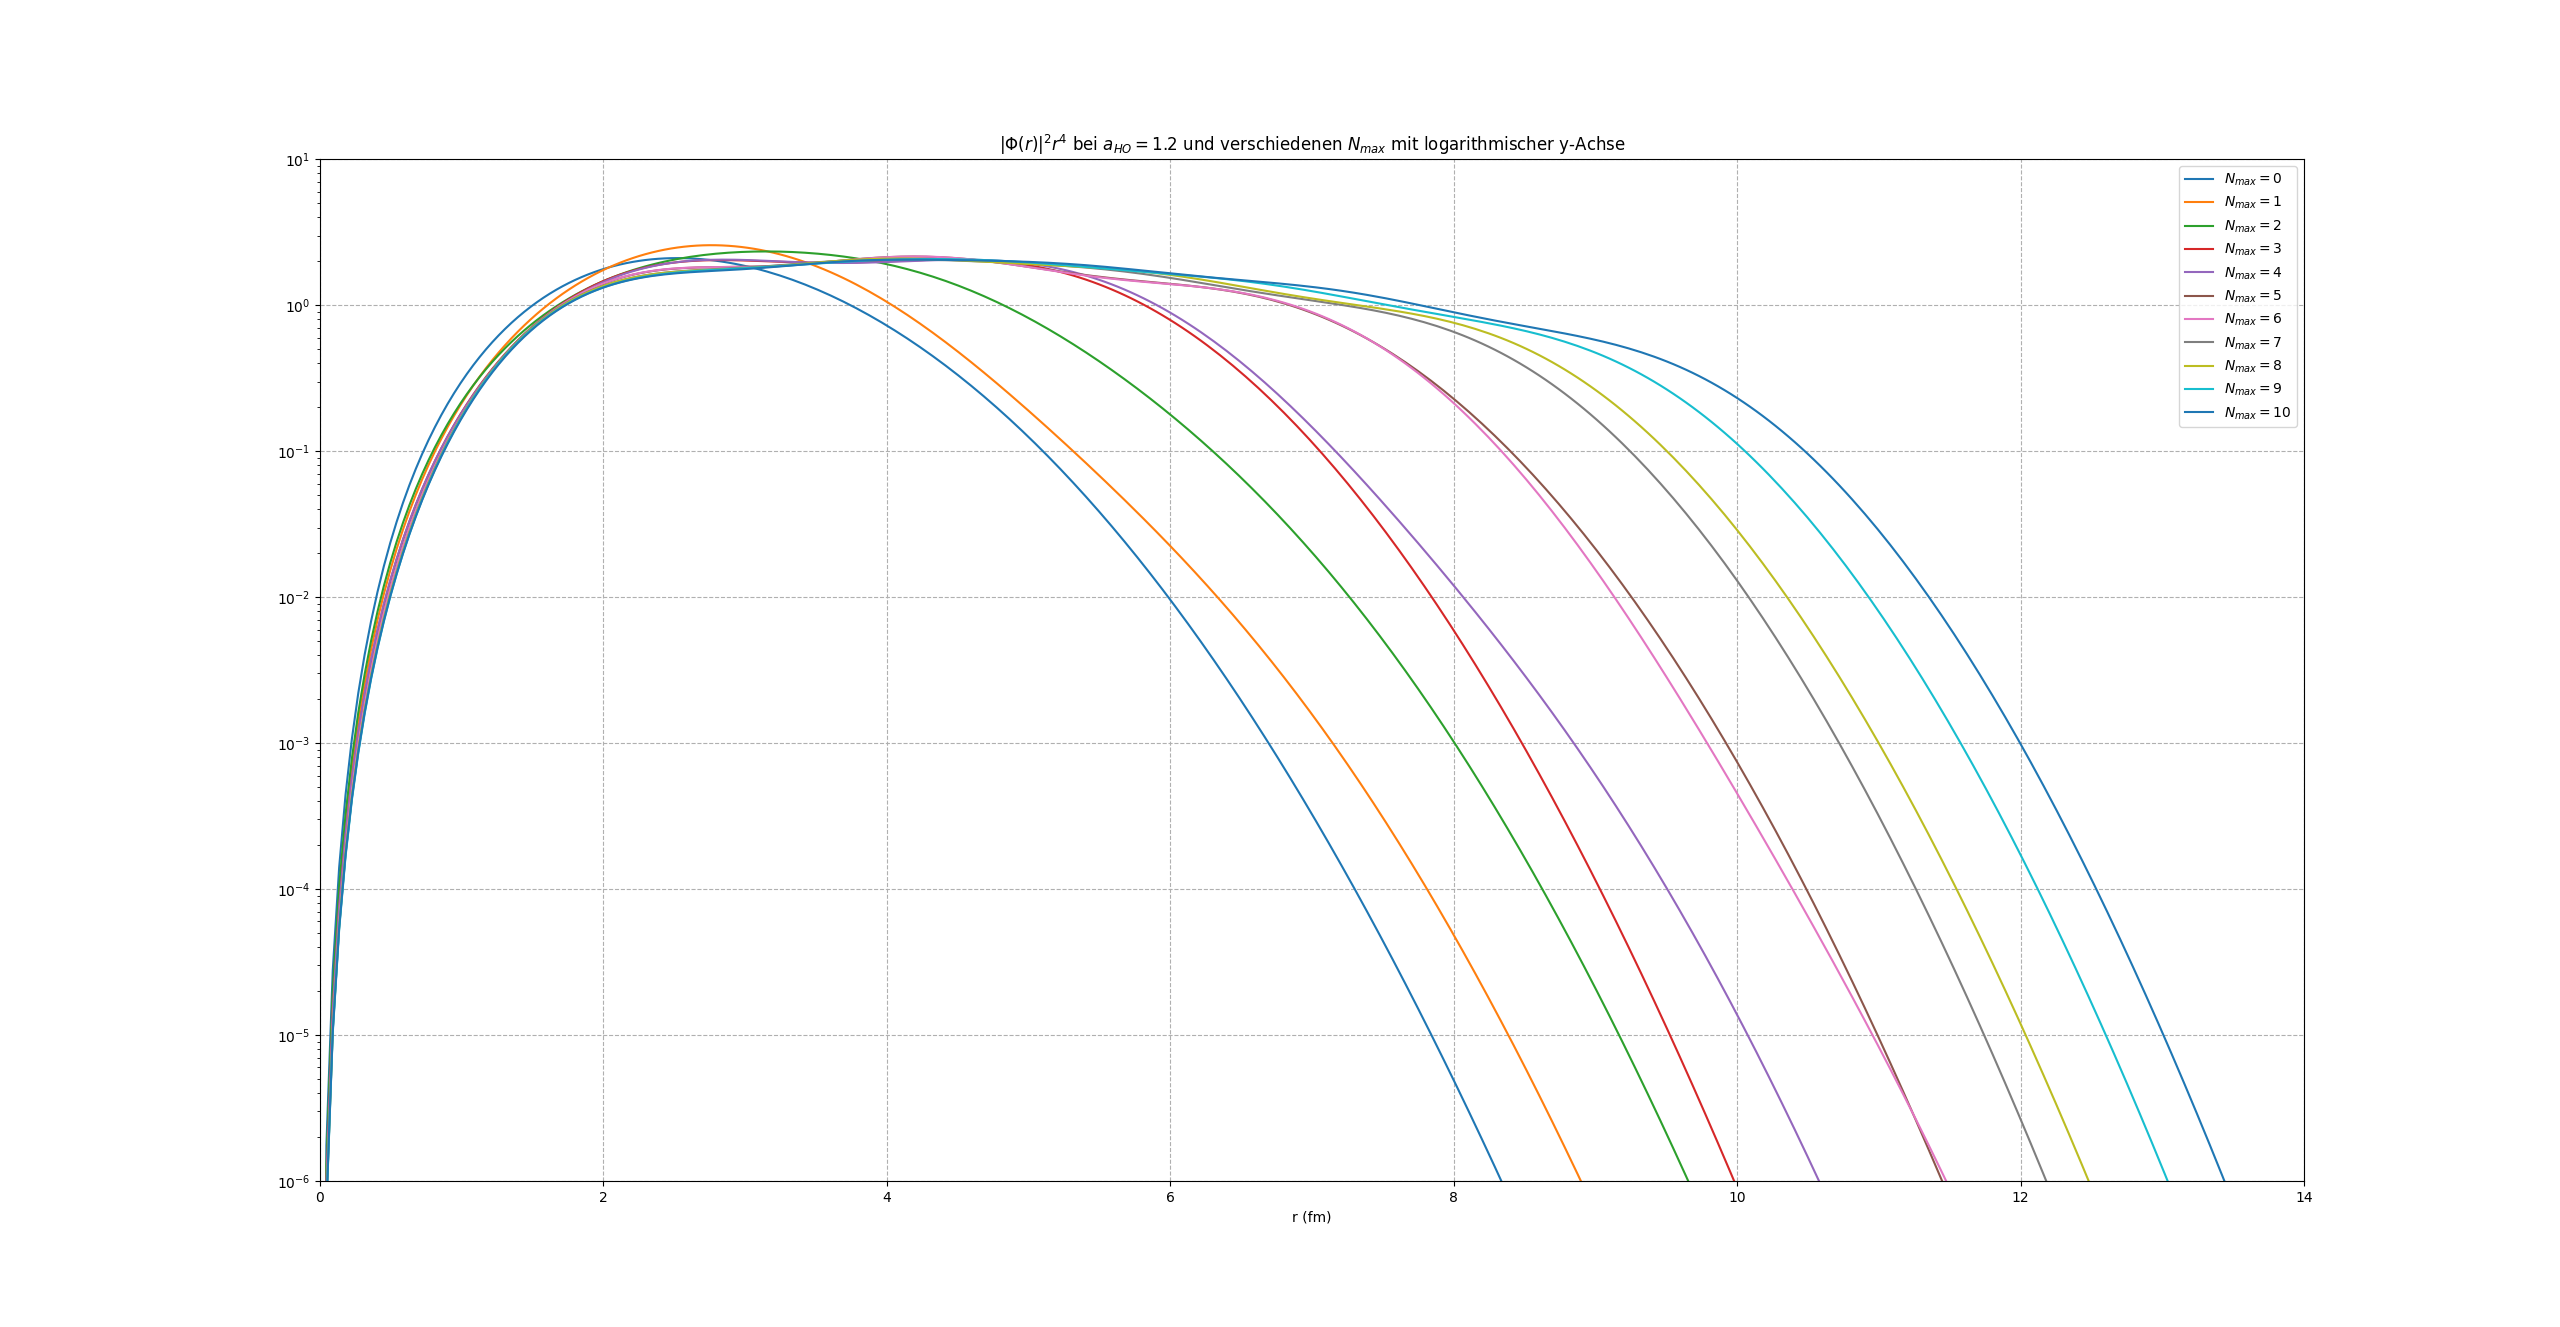 |Φ(r)|²r⁴ bei a_HO = 1.2 und verschiedenen N_max mit logarithmischer y-Achse
10¹
10⁰
10⁻¹
10⁻²
10⁻³
10⁻⁴
10⁻⁵
10⁻⁶
N_max = 0
N_max = 1
N_max = 2
N_max = 3
N_max = 4
N_max = 5
N_max = 6
N_max = 7
N_max = 8
N_max = 9
N_max = 10
0 2 4 6 8 10 12 14
r (fm)